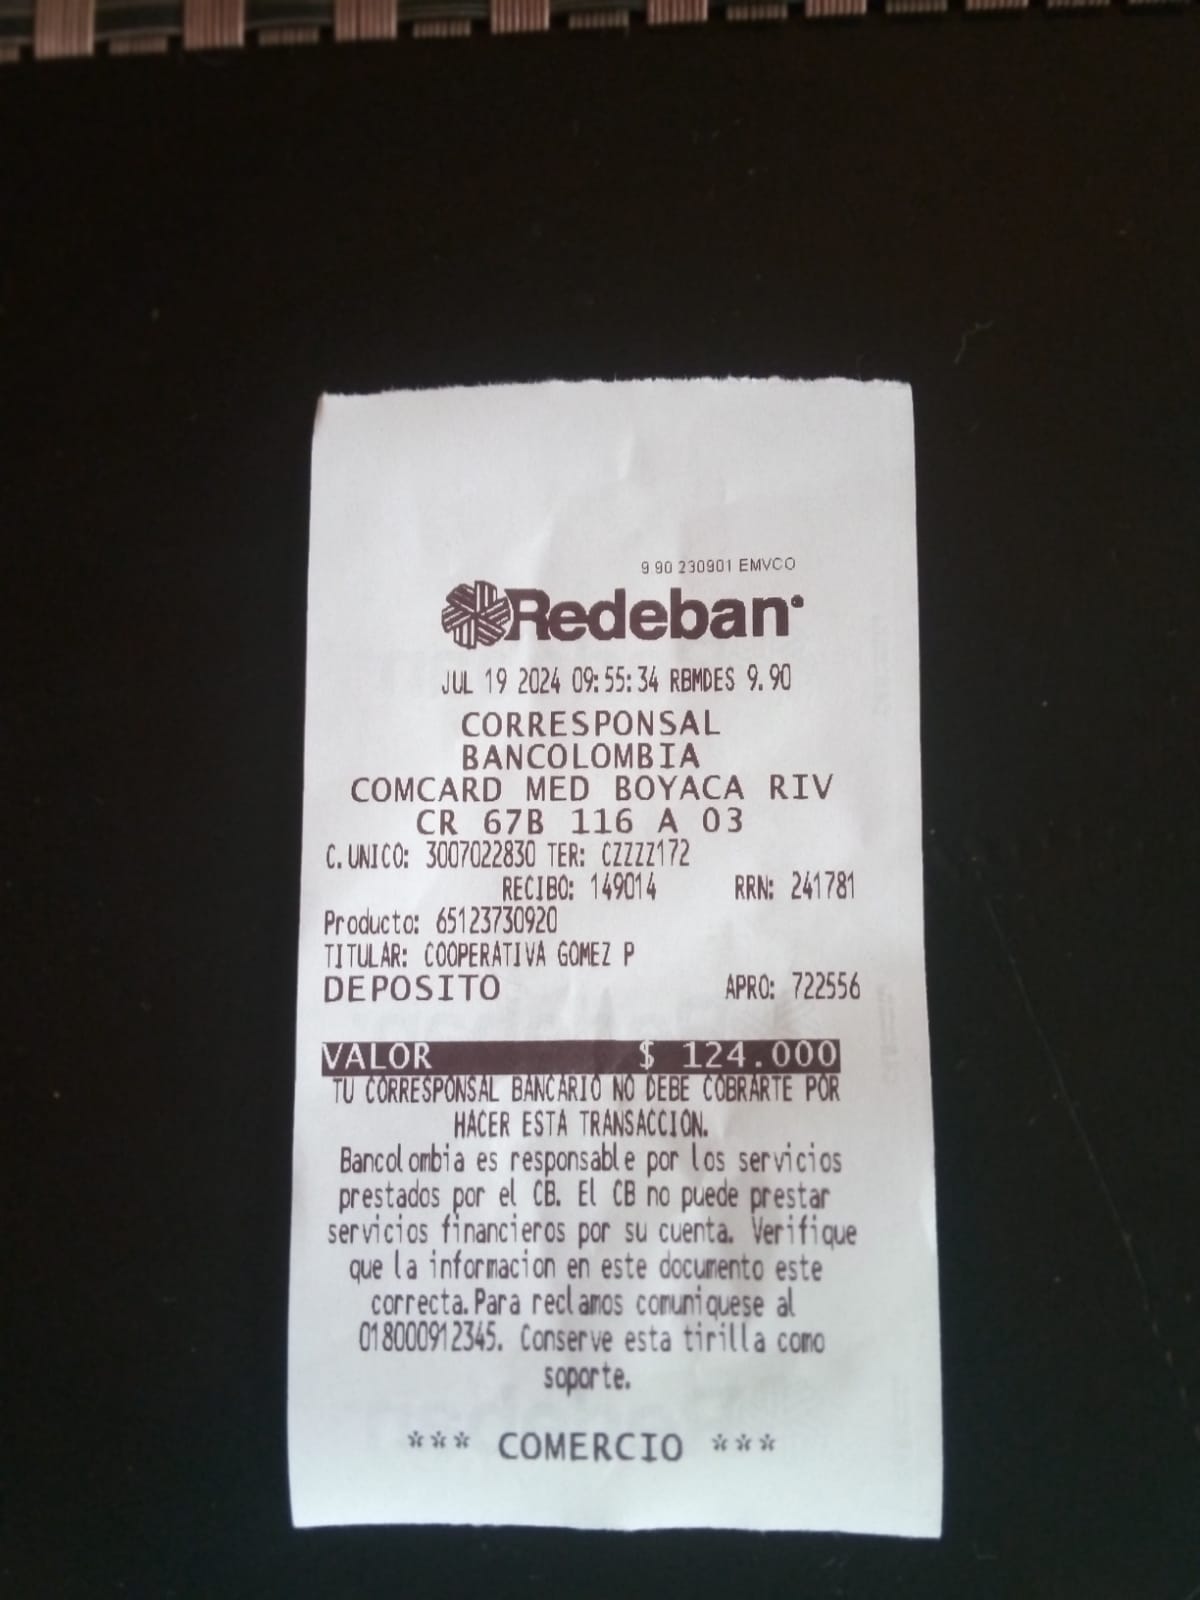 9.90 230901 EMVCO
Redeban
JUL 19 2024 09:55:34 RBMDES 9.90
CORRESPONSAL
BANCOLOMBIA
COMCARD MED BOYACA RIV
CR 67B 116 A 03
C.UNICO: 3007022830 TER: CZZZZ172
RECIBO: 149014 RRN: 241781
Producto: 65123730920
TITULAR: COOPERATIVA GOMEZ P
DEPOSITO APRO: 722556
VALOR $ 124.000
TU CORRESPONSAL BANCARIO NO DEBE COBRARTE POR
HACER ESTA TRANSACCION.
Bancolombia es responsable por los servicios
prestados por el CB. El CB no puede prestar
servicios financieros por su cuenta. Verifique
que la informacion en este documento este
correcta.Para reclamos comuniquese al
018000912345. Conserve esta tirilla como
soporte.
*** COMERCIO ***